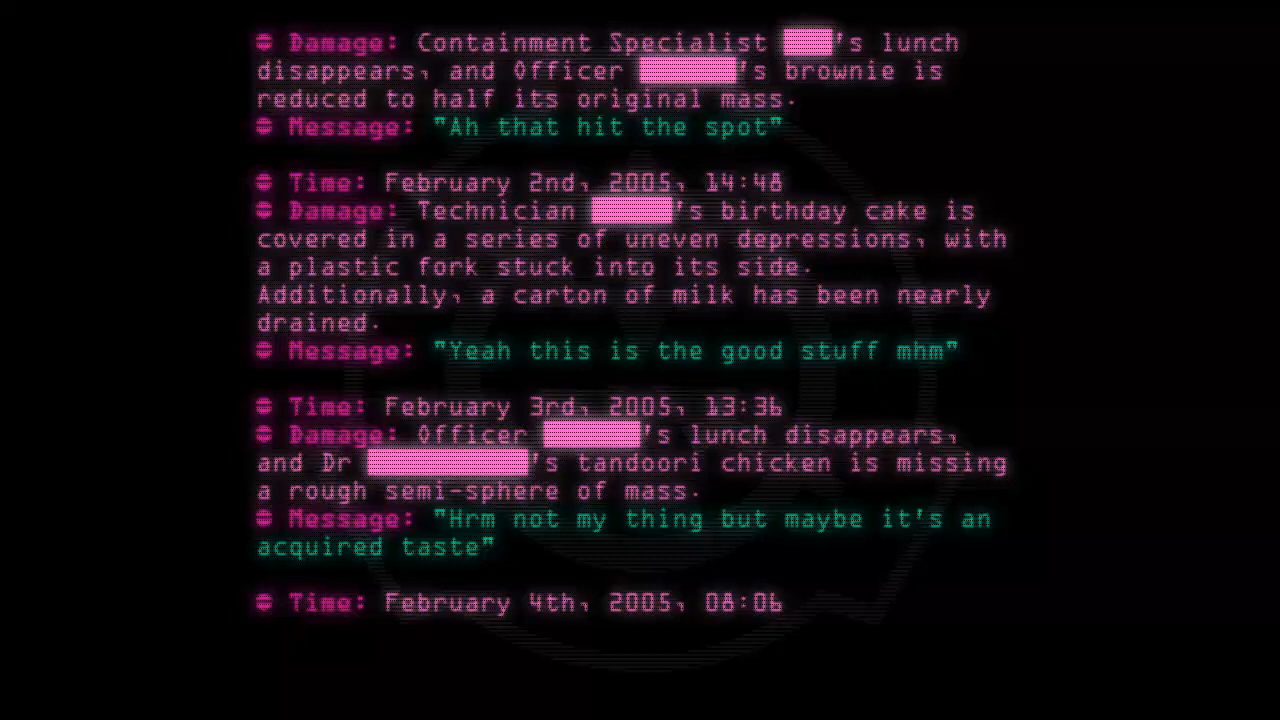 ● Damage: Containment Specialist ███'s lunch
disappears, and Officer ██████'s brownie is
reduced to half its original mass.
● Message: "Ah that hit the spot"
● Time: February 2nd, 2005, 14:48
● Damage: Technician █████'s birthday cake is
covered in a series of uneven depressions, with
a plastic fork stuck into its side.
Additionally, a carton of milk has been nearly
drained.
● Message: "Yeah this is the good stuff mhm"
● Time: February 3rd, 2005, 13:36
● Damage: Officer ██████'s lunch disappears,
and Dr ██████████'s tandoori chicken is missing
a rough semi-sphere of mass.
● Message: "Hrm not my thing but maybe it's an
acquired taste"
● Time: February 4th, 2005, 08:06